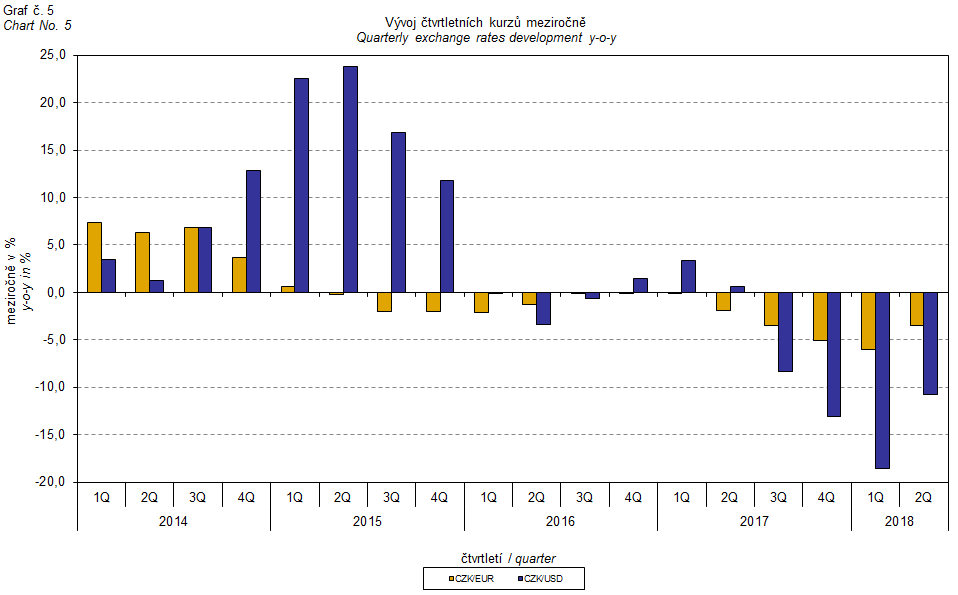 Graf č. 5
Chart No. 5
Vývoj čtvrtletních kurzů meziročně
Quarterly exchange rates development y-o-y
meziročně v %
y-o-y in %
25,0
20,0
15,0
10,0
5,0
0,0
-5,0
-10,0
-15,0
-20,0
1Q 2Q 3Q 4Q 1Q 2Q 3Q 4Q 1Q 2Q 3Q 4Q 1Q 2Q 3Q 4Q 1Q 2Q
2014 2015 2016 2017 2018
čtvrtletí / quarter
CZK/EUR CZK/USD